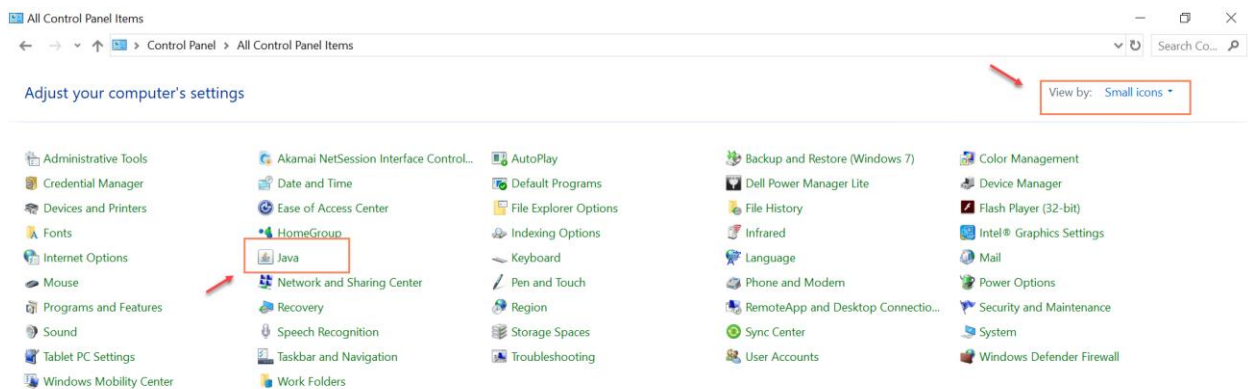 All Control Panel Items
Control Panel > All Control Panel Items
Search Co...
Adjust your computer's settings
View by: Small icons
Administrative Tools
Akamai NetSession Interface Control...
AutoPlay
Backup and Restore (Windows 7)
Color Management
Credential Manager
Date and Time
Default Programs
Dell Power Manager Lite
Device Manager
Devices and Printers
Ease of Access Center
File Explorer Options
File History
Flash Player (32-bit)
Fonts
HomeGroup
Indexing Options
Infrared
Intel® Graphics Settings
Internet Options
Java
Keyboard
Language
Mail
Mouse
Network and Sharing Center
Pen and Touch
Phone and Modem
Power Options
Programs and Features
Recovery
Region
RemoteApp and Desktop Connectio...
Security and Maintenance
Sound
Speech Recognition
Storage Spaces
Sync Center
System
Tablet PC Settings
Taskbar and Navigation
Troubleshooting
User Accounts
Windows Defender Firewall
Windows Mobility Center
Work Folders